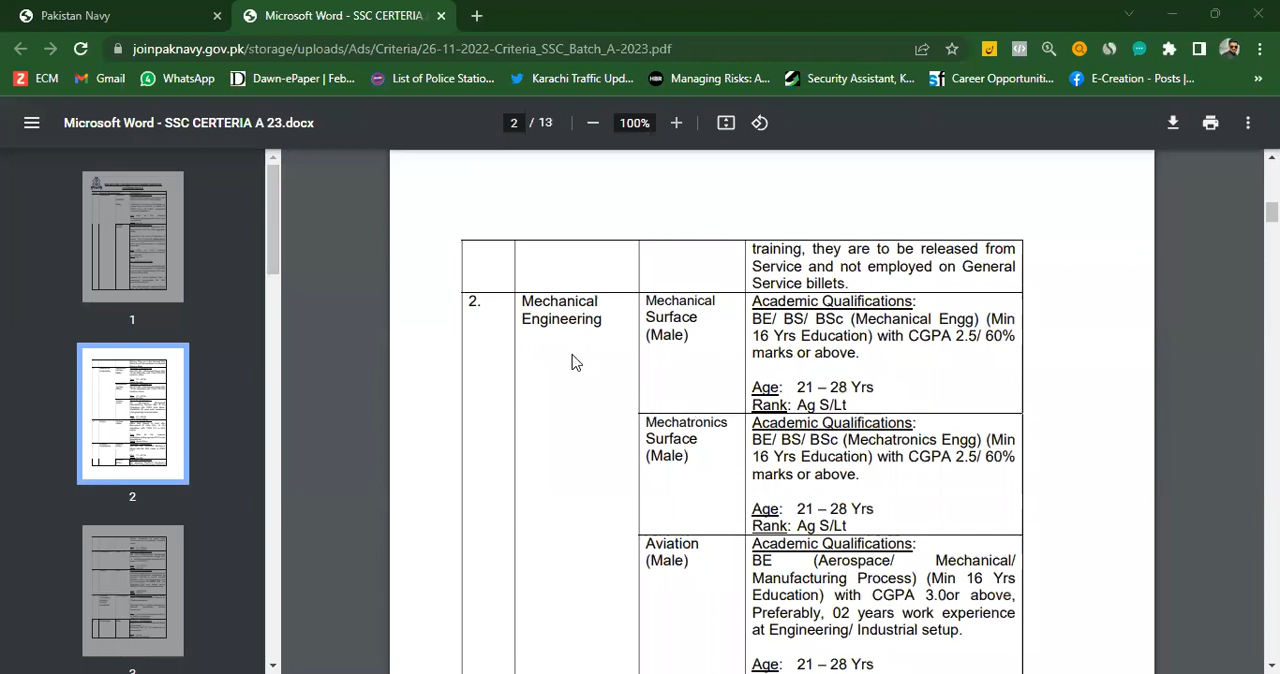 Pakistan Navy
Microsoft Word - SSC CERTERIA
joinpaknavy.gov.pk/storage/uploads/Ads/Criteria/26-11-2022-Criteria_SSC_Batch_A-2023.pdf
ECM
Gmail
WhatsApp
Dawn-ePaper | Feb...
List of Police Statio...
Karachi Traffic Upd...
Managing Risks: A...
Security Assistant, K...
Career Opportuniti...
E-Creation - Posts |...
»
Microsoft Word - SSC CERTERIA A 23.docx
2 / 13
100%
1
2
3
training, they are to be released from
Service and not employed on General
Service billets.
2.
Mechanical
Engineering
Mechanical
Surface
(Male)
Academic Qualifications:
BE/ BS/ BSc (Mechanical Engg) (Min
16 Yrs Education) with CGPA 2.5/ 60%
marks or above.
Age: 21 – 28 Yrs
Rank: Ag S/Lt
Mechatronics
Surface
(Male)
Academic Qualifications:
BE/ BS/ BSc (Mechatronics Engg) (Min
16 Yrs Education) with CGPA 2.5/ 60%
marks or above.
Age: 21 – 28 Yrs
Rank: Ag S/Lt
Aviation
(Male)
Academic Qualifications:
BE (Aerospace/ Mechanical/
Manufacturing Process) (Min 16 Yrs
Education) with CGPA 3.0or above,
Preferably, 02 years work experience
at Engineering/ Industrial setup.
Age: 21 – 28 Yrs